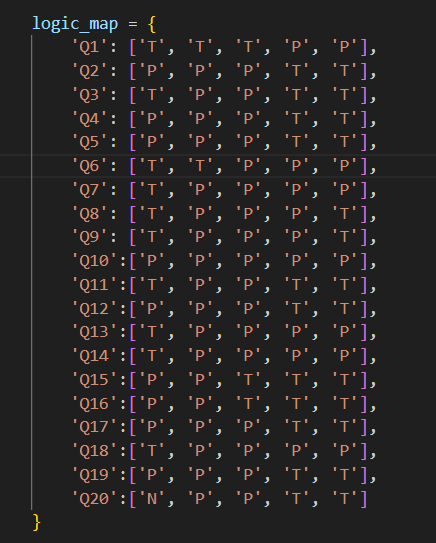 logic_map = {
    'Q1': ['T', 'T', 'T', 'P', 'P'],
    'Q2': ['P', 'P', 'P', 'T', 'T'],
    'Q3': ['T', 'P', 'P', 'T', 'T'],
    'Q4': ['P', 'P', 'P', 'T', 'T'],
    'Q5': ['P', 'P', 'P', 'T', 'T'],
    'Q6': ['T', 'T', 'P', 'P', 'P'],
    'Q7': ['T', 'P', 'P', 'P', 'P'],
    'Q8': ['T', 'P', 'P', 'P', 'T'],
    'Q9': ['T', 'P', 'P', 'P', 'T'],
    'Q10':['P', 'P', 'P', 'P', 'P'],
    'Q11':['T', 'P', 'P', 'T', 'T'],
    'Q12':['P', 'P', 'P', 'T', 'T'],
    'Q13':['T', 'P', 'P', 'P', 'P'],
    'Q14':['T', 'P', 'P', 'P', 'P'],
    'Q15':['P', 'P', 'T', 'T', 'T'],
    'Q16':['P', 'P', 'T', 'T', 'T'],
    'Q17':['P', 'P', 'P', 'T', 'T'],
    'Q18':['T', 'P', 'P', 'P', 'P'],
    'Q19':['P', 'P', 'P', 'T', 'T'],
    'Q20':['N', 'P', 'P', 'T', 'T']
}